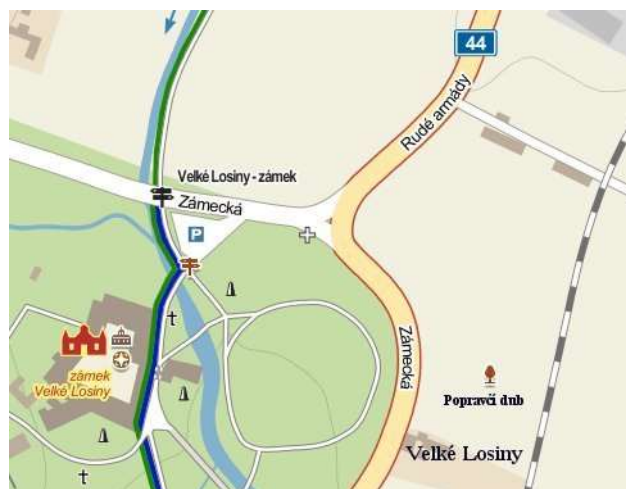 44
Rudé armády
Velké Losiny - zámek
Zámecká
P
Zámecká
zámek
Velké Losiny
Popravčí dub
Velké Losiny